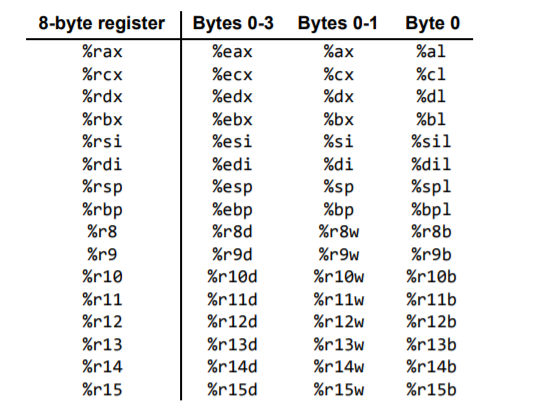 8-byte register Bytes 0-3 Bytes 0-1 Byte 0
%rax %eax %ax %al
%rcx %ecx %cx %cl
%rdx %edx %dx %dl
%rbx %ebx %bx %bl
%rsi %esi %si %sil
%rdi %edi %di %dil
%rsp %esp %sp %spl
%rbp %ebp %bp %bpl
%r8 %r8d %r8w %r8b
%r9 %r9d %r9w %r9b
%r10 %r10d %r10w %r10b
%r11 %r11d %r11w %r11b
%r12 %r12d %r12w %r12b
%r13 %r13d %r13w %r13b
%r14 %r14d %r14w %r14b
%r15 %r15d %r15w %r15b